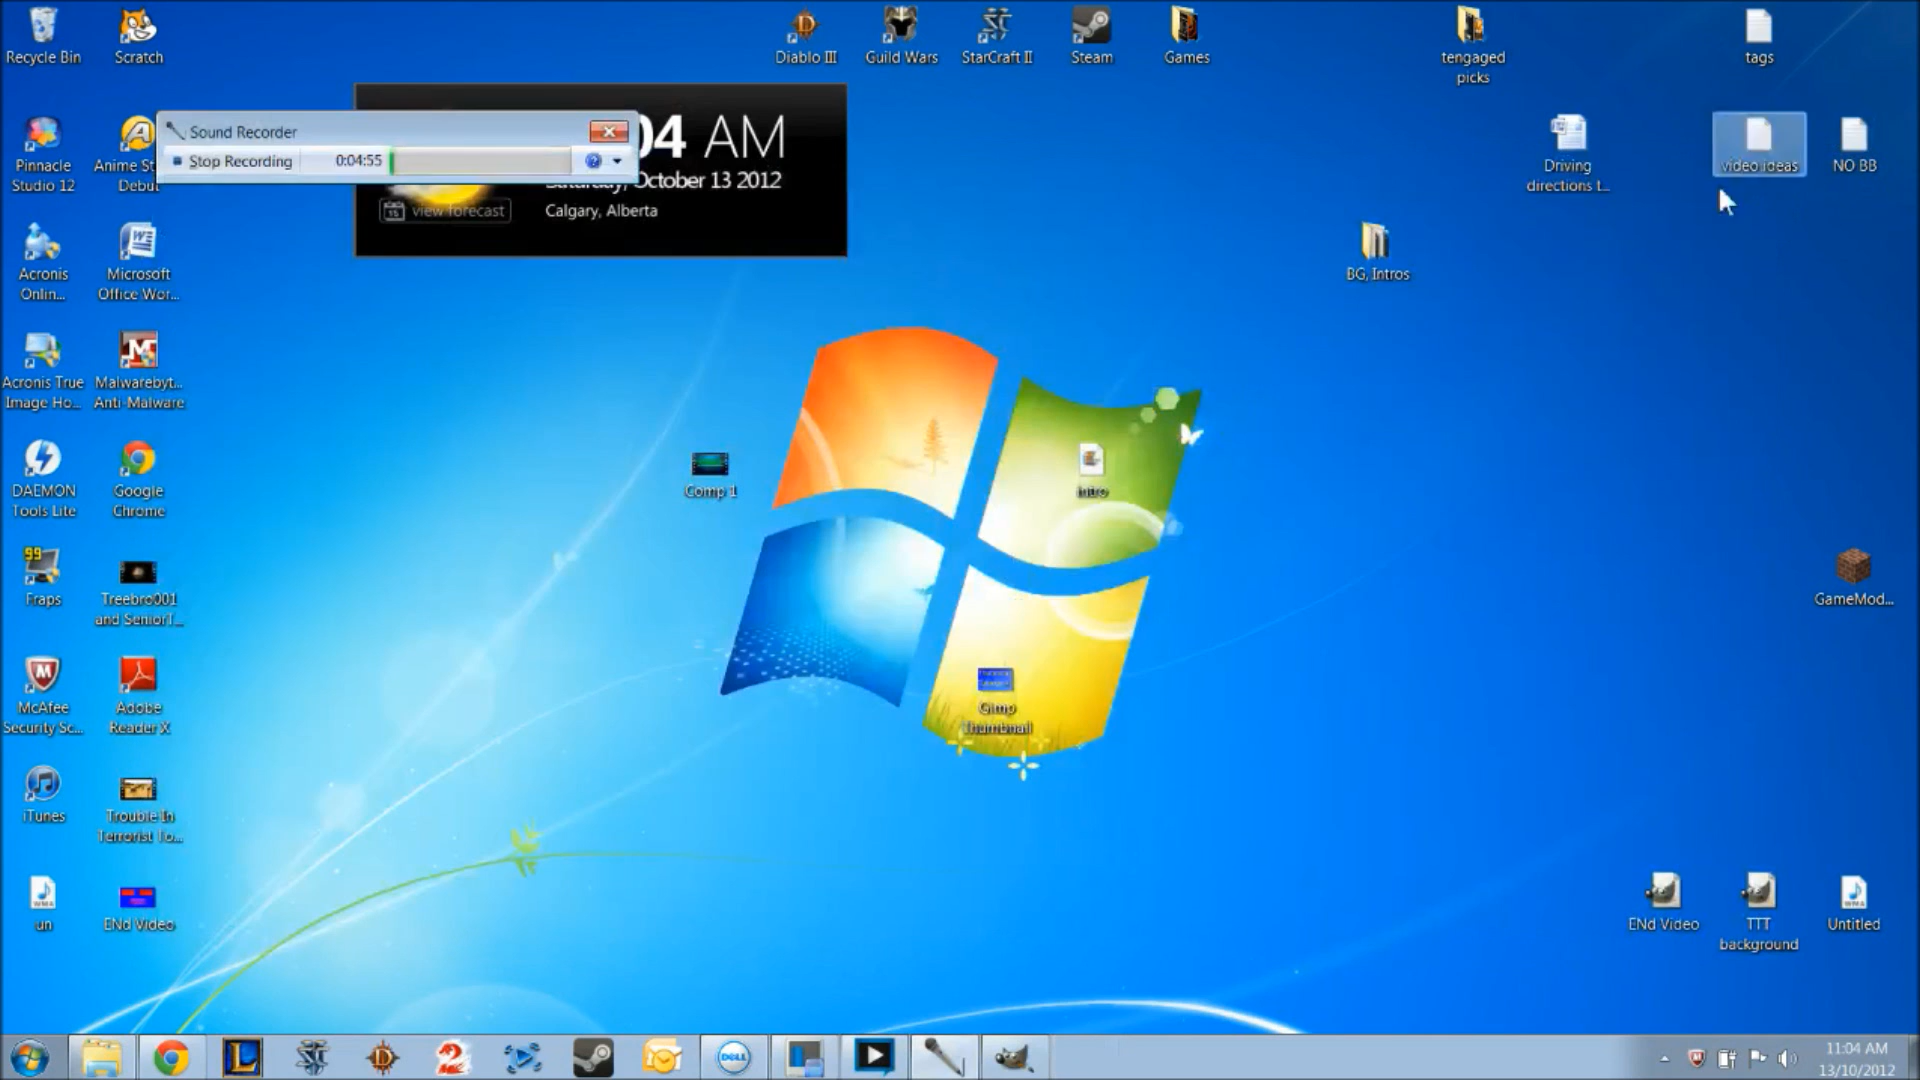 Recycle Bin
Scratch
Diablo III
Guild Wars
StarCraft II
Steam
Games
tengaged
picks
tags
Sound Recorder
Stop Recording
0:04:55
04 AM
Saturday, October 13 2012
15
view forecast
Calgary, Alberta
Pinnacle
Studio 12
Anime St...
Debut
Driving
directions t...
video ideas
NO BB
Acronis
Onlin...
Microsoft
Office Wor...
BG, Intros
Acronis True
Image Ho...
Malwarebyt...
Anti-Malware
DAEMON
Tools Lite
Google
Chrome
Comp 1
intro
99
Fraps
Treebro001
and SeniorT...
GameMod...
McAfee
Security Sc...
Adobe
Reader X
Gimp
Thumbnail
iTunes
Trouble In
Terrorist To...
WMA
un
ENd Video
ENd Video
TTT
background
WMA
Untitled
DELL
11:04 AM
13/10/2012